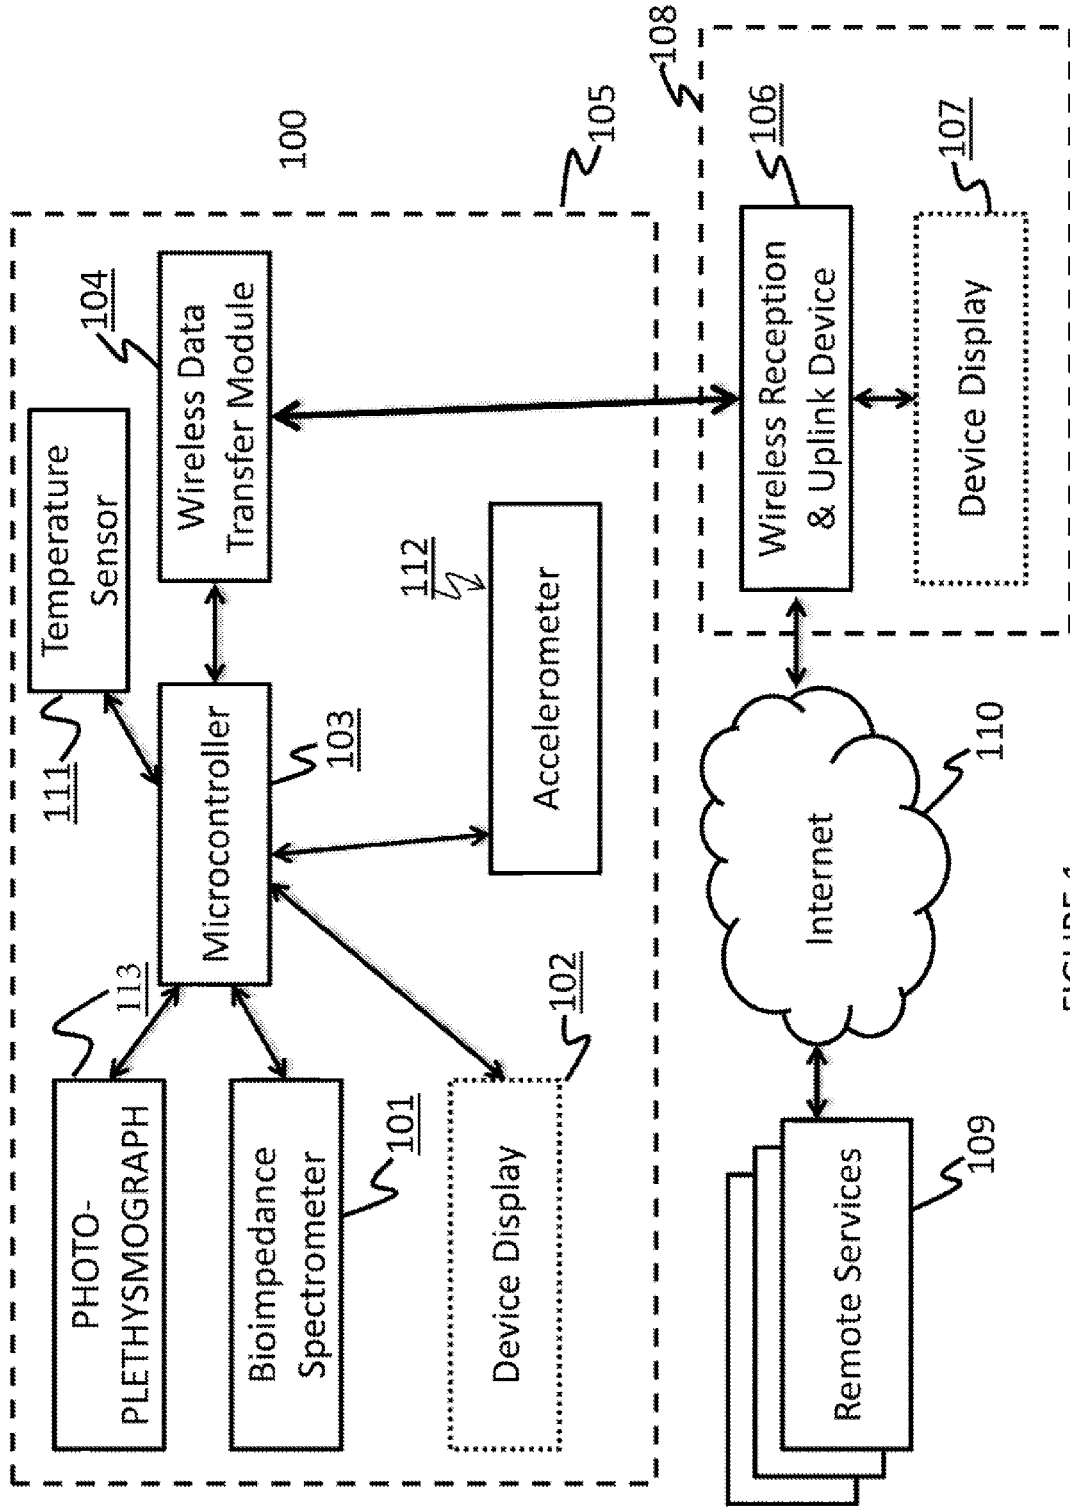 100
PHOTO-
PLETHYSMOGRAPH
113
111
Temperature
Sensor
104
Wireless Data
Transfer Module
Microcontroller
103
Bioimpedance
Spectrometer
101
112
Accelerometer
Device Display
102
105
108
Remote Services
109
Internet
110
Wireless Reception
& Uplink Device
106
Device Display
107